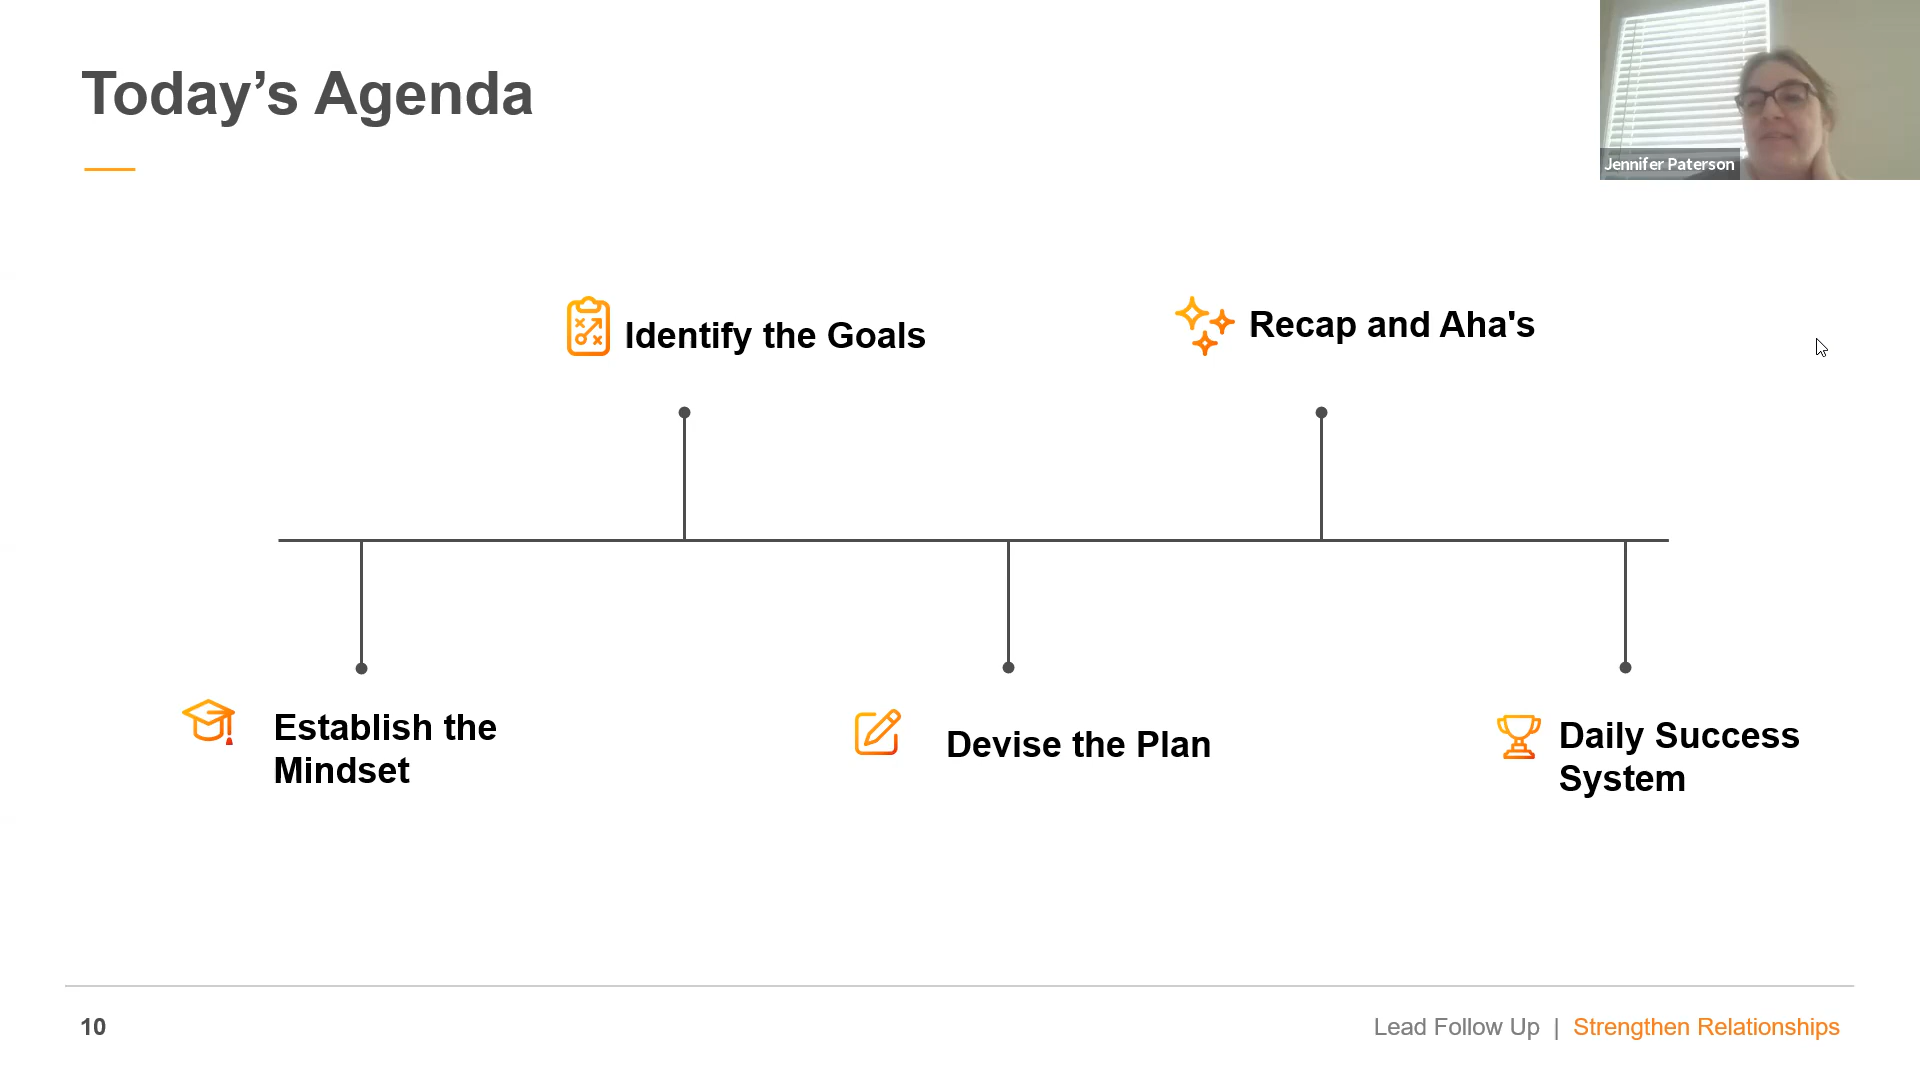 Today’s Agenda
Jennifer Paterson
Identify the Goals
Recap and Aha's
Establish the
Mindset
Devise the Plan
Daily Success
System
10
Lead Follow Up | Strengthen Relationships